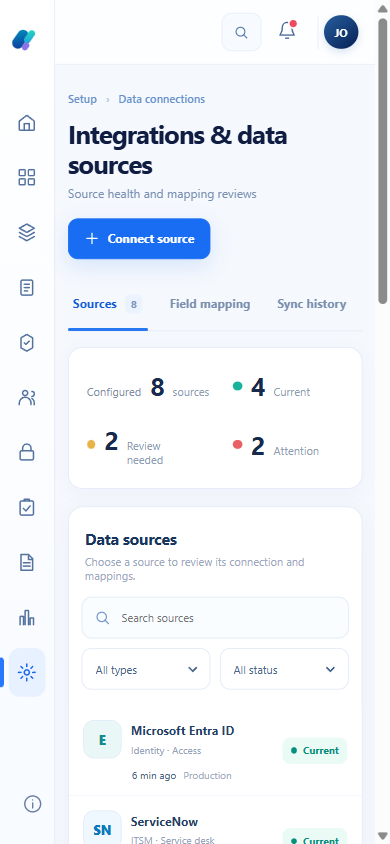 JO
Setup › Data connections
Integrations & data
sources
Source health and mapping reviews
+ Connect source
Sources 8 Field mapping Sync history
Configured 8 sources
4 Current
2 Review
needed
2 Attention
Data sources
Choose a source to review its connection and
mappings.
Search sources
All types
All status
E
Microsoft Entra ID
Identity · Access
Current
6 min ago Production
SN
ServiceNow
ITSM · Service desk
Current